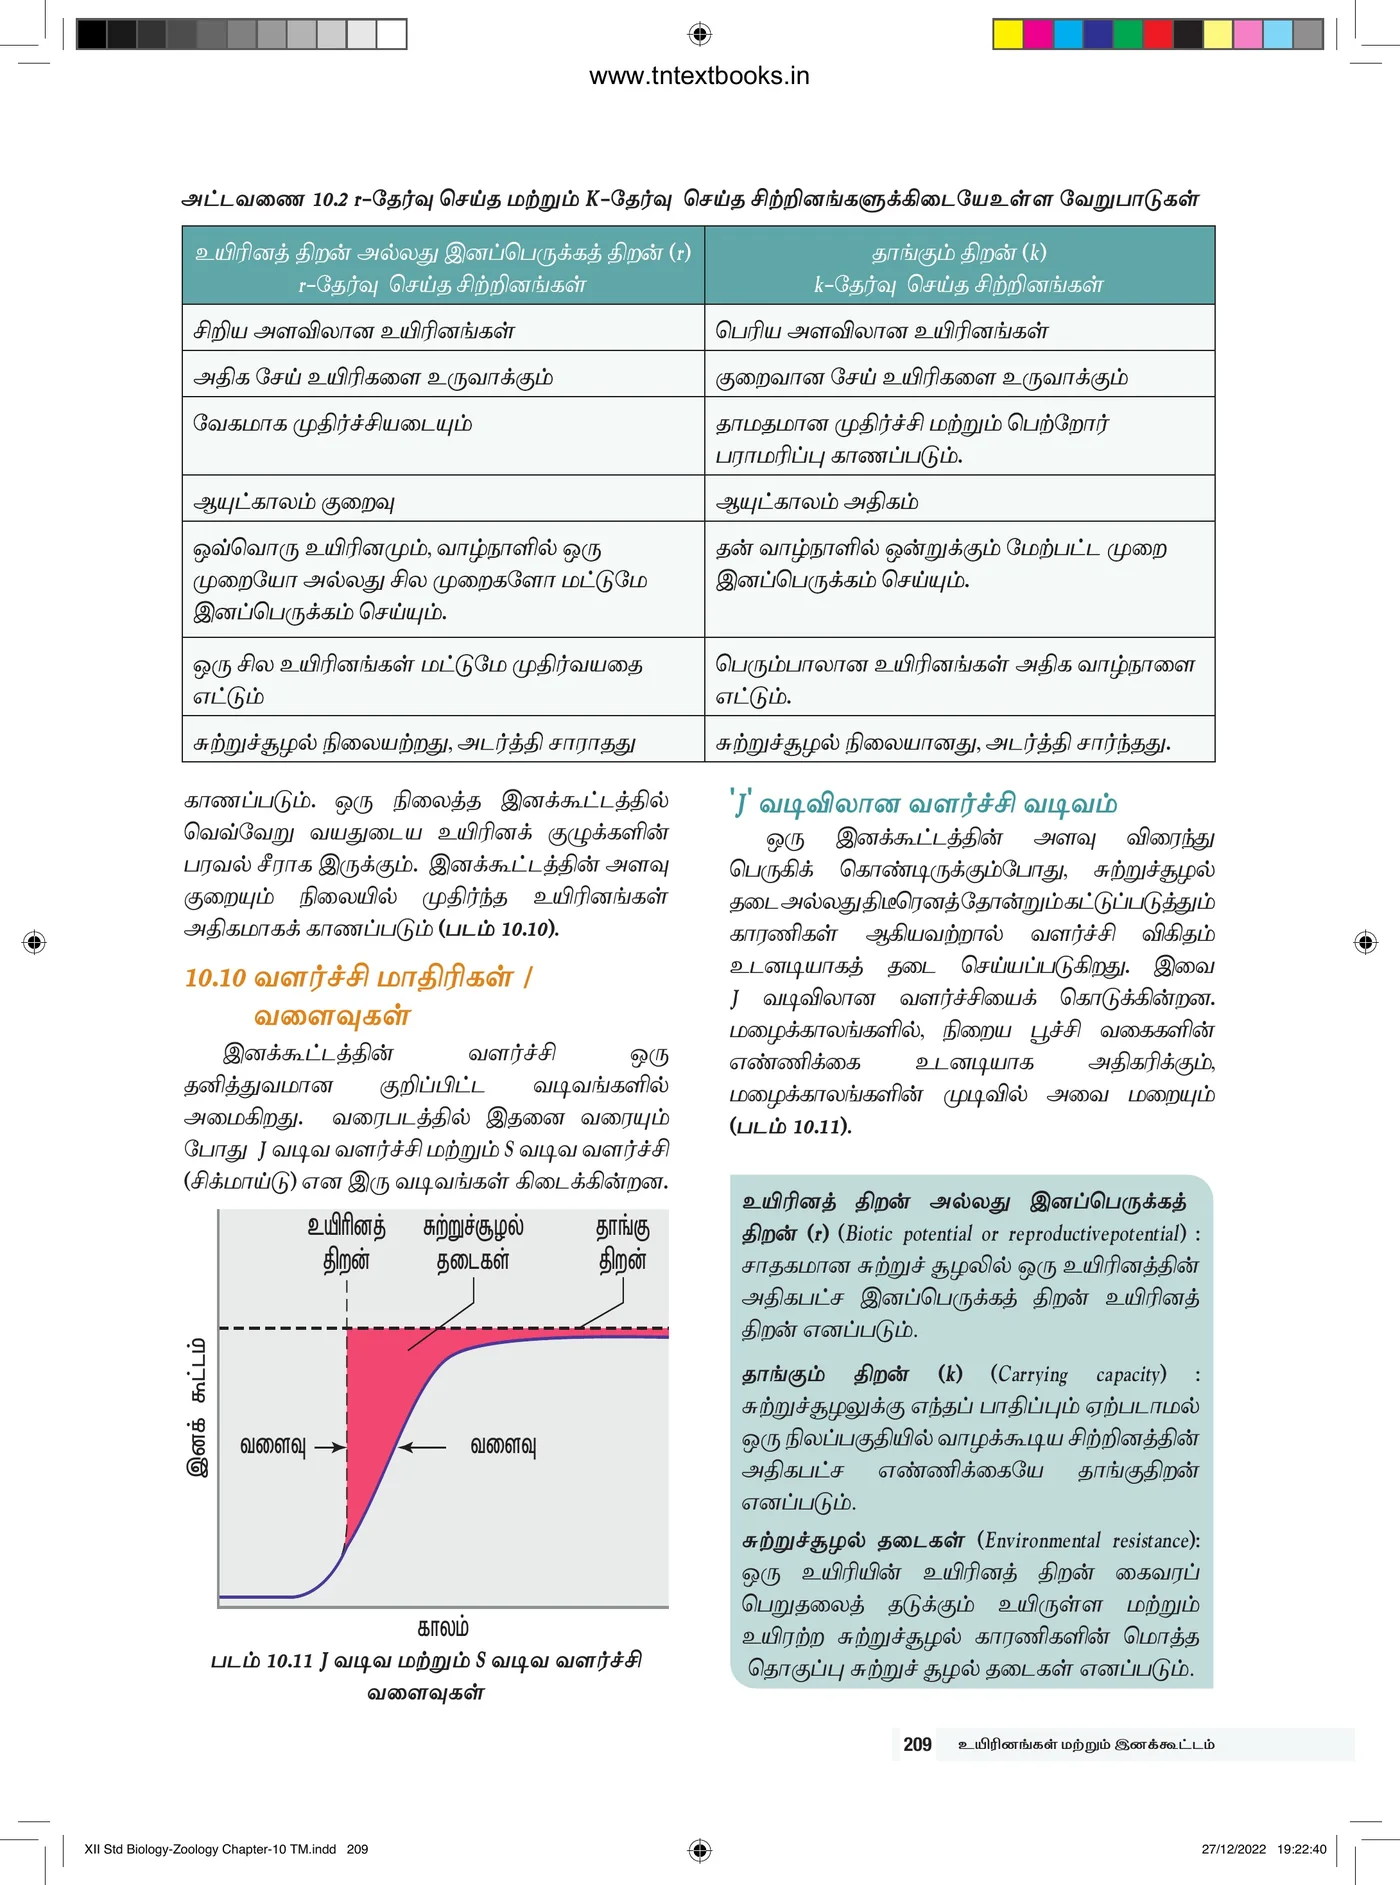 www.tntextbooks.in
அட்டவணை 10.2 r-தேர்வு செய்த மற்றும் K-தேர்வு செய்த சிற்றினங்களுக்கிடையேஉள்ள வேறுபாடுகள்
உயிரினத் திறன் அல்லது இனப்பெருக்கத் திறன் (r)
r-தேர்வு செய்த சிற்றினங்கள்
தாங்கும் திறன் (k)
k-தேர்வு செய்த சிற்றினங்கள்
சிறிய அளவிலான உயிரினங்கள்
பெரிய அளவிலான உயிரினங்கள்
அதிக சேய் உயிரிகளை உருவாக்கும்
குறைவான சேய் உயிரிகளை உருவாக்கும்
வேகமாக முதிர்ச்சியடையும்
தாமதமான முதிர்ச்சி மற்றும் பெற்றோர்
பராமரிப்பு காணப்படும்.
ஆயுட்காலம் குறைவு
ஆயுட்காலம் அதிகம்
ஒவ்வொரு உயிரினமும், வாழ்நாளில் ஒரு
முறையோ அல்லது சில முறைகளோ மட்டுமே
இனப்பெருக்கம் செய்யும்.
தன் வாழ்நாளில் ஒன்றுக்கும் மேற்பட்ட முறை
இனப்பெருக்கம் செய்யும்.
ஒரு சில உயிரினங்கள் மட்டுமே முதிர்வயதை
எட்டும்
பெரும்பாலான உயிரினங்கள் அதிக வாழ்நாளை
எட்டும்.
சுற்றுச்சூழல் நிலையற்றது, அடர்த்தி சாராதது
சுற்றுச்சூழல் நிலையானது, அடர்த்தி சார்ந்தது.
காணப்படும். ஒரு நிலைத்த இனக்கூட்டத்தில்
வெவ்வேறு வயதுடைய உயிரினக் குழுக்களின்
பரவல் சீராக இருக்கும். இனக்கூட்டத்தின் அளவு
குறையும் நிலையில் முதிர்ந்த உயிரினங்கள்
அதிகமாகக் காணப்படும் (படம் 10.10).
10.10 வளர்ச்சி மாதிரிகள் /
வளைவுகள்
இனக்கூட்டத்தின் வளர்ச்சி ஒரு
தனித்துவமான குறிப்பிட்ட வடிவங்களில்
அமைகிறது. வரைபடத்தில் இதனை வரையும்
போது J வடிவ வளர்ச்சி மற்றும் S வடிவ வளர்ச்சி
(சிக்மாய்டு) என இரு வடிவங்கள் கிடைக்கின்றன.
உயிரினத்
திறன்
சுற்றுச்சூழல்
தடைகள்
தாங்கு
திறன்
இனக் கூட்டம்
வளைவு
வளைவு
காலம்
படம் 10.11 J வடிவ மற்றும் S வடிவ வளர்ச்சி
வளைவுகள்
'J' வடிவிலான வளர்ச்சி வடிவம்
ஒரு இனக்கூட்டத்தின் அளவு விரைந்து
பெருகிக் கொண்டிருக்கும்போது, சுற்றுச்சூழல்
தடை அல்லது திடீரெனத் தோன்றும் கட்டுப்படுத்தும்
காரணிகள் ஆகியவற்றால் வளர்ச்சி விகிதம்
உடனடியாகத் தடை செய்யப்படுகிறது. இவை
J வடிவிலான வளர்ச்சியைக் கொடுக்கின்றன.
மழைக்காலங்களில், நிறைய பூச்சி வகைகளின்
எண்ணிக்கை உடனடியாக அதிகரிக்கும்,
மழைக்காலங்களின் முடிவில் அவை மறையும்
(படம் 10.11).
உயிரினத் திறன் அல்லது இனப்பெருக்கத்
திறன் (r) (Biotic potential or reproductivepotential) :
சாதகமான சுற்றுச் சூழலில் ஒரு உயிரினத்தின்
அதிகபட்ச இனப்பெருக்கத் திறன் உயிரினத்
திறன் எனப்படும்.
தாங்கும் திறன் (k) (Carrying capacity) :
சுற்றுச்சூழலுக்கு எந்தப் பாதிப்பும் ஏற்படாமல்
ஒரு நிலப்பகுதியில் வாழக்கூடிய சிற்றினத்தின்
அதிகபட்ச எண்ணிக்கையே தாங்குதிறன்
எனப்படும்.
சுற்றுச்சூழல் தடைகள் (Environmental resistance):
ஒரு உயிரியின் உயிரினத் திறன் கைவரப்
பெறுதலைத் தடுக்கும் உயிருள்ள மற்றும்
உயிரற்ற சுற்றுச்சூழல் காரணிகளின் மொத்த
தொகுப்பு சுற்றுச் சூழல் தடைகள் எனப்படும்.
209 உயிரினங்கள் மற்றும் இனக்கூட்டம்
XII Std Biology-Zoology Chapter-10 TM.indd 209
27/12/2022 19:22:40